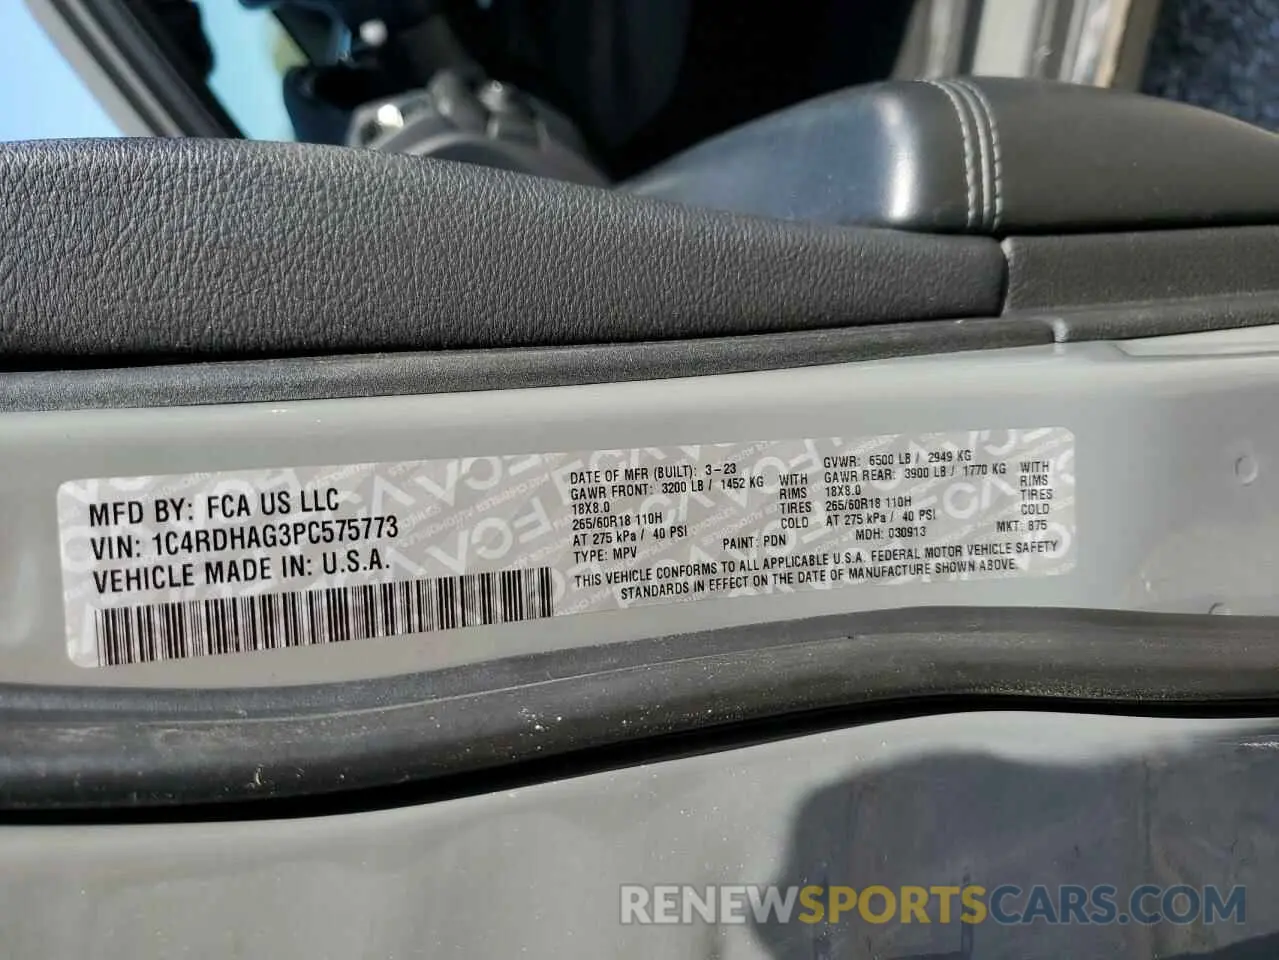 MFD BY: FCA US LLC
VIN: 1C4RDHAG3PC575773
VEHICLE MADE IN: U.S.A.
DATE OF MFR (BUILT): 3-23
GAWR FRONT: 3200 LB / 1452 KG WITH
18X8.0 RIMS
265/60R18 110H TIRES
AT 275 kPa / 40 PSI COLD
TYPE: MPV PAINT: PDN
GVWR: 6500 LB / 2949 KG
GAWR REAR: 3900 LB / 1770 KG WITH
18X8.0 RIMS
265/60R18 110H TIRES
AT 275 kPa / 40 PSI COLD
MDH: 030913 MKT: 875
THIS VEHICLE CONFORMS TO ALL APPLICABLE U.S.A. FEDERAL MOTOR VEHICLE SAFETY
STANDARDS IN EFFECT ON THE DATE OF MANUFACTURE SHOWN ABOVE.
RENEWSPORTSCARS.COM